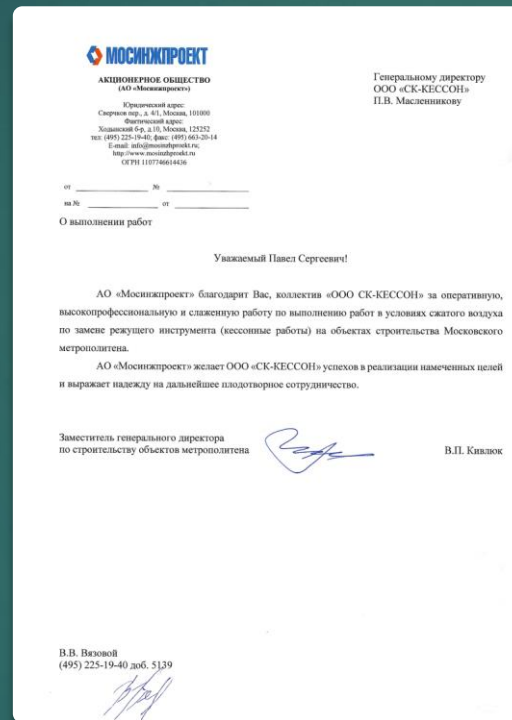 МОСИНЖПРОЕКТ
АКЦИОНЕРНОЕ ОБЩЕСТВО
(АО «Мосинжпроект»)
Юридический адрес:
Сверчков пер., д. 4/1, Москва, 101000
Фактический адрес:
Ходынский б-р, д.10, Москва, 125252
тел: (495) 225-19-40; факс: (495) 663-20-14
E-mail: info@mosinzhproekt.ru;
http://www.mosinzhproekt.ru
ОГРН 1107746614436
Генеральному директору
ООО «СК-КЕССОН»
П.В. Масленникову
от №
на № от
О выполнении работ
Уважаемый Павел Сергеевич!
АО «Мосинжпроект» благодарит Вас, коллектив «ООО СК-КЕССОН» за оперативную,
высокопрофессиональную и слаженную работу по выполнению работ в условиях сжатого воздуха
по замене режущего инструмента (кессонные работы) на объектах строительства Московского
метрополитена.
АО «Мосинжпроект» желает ООО «СК-КЕССОН» успехов в реализации намеченных целей
и выражает надежду на дальнейшее плодотворное сотрудничество.
Заместитель генерального директора
по строительству объектов метрополитена
В.П. Кивлюк
В.В. Вязовой
(495) 225-19-40 доб. 5139